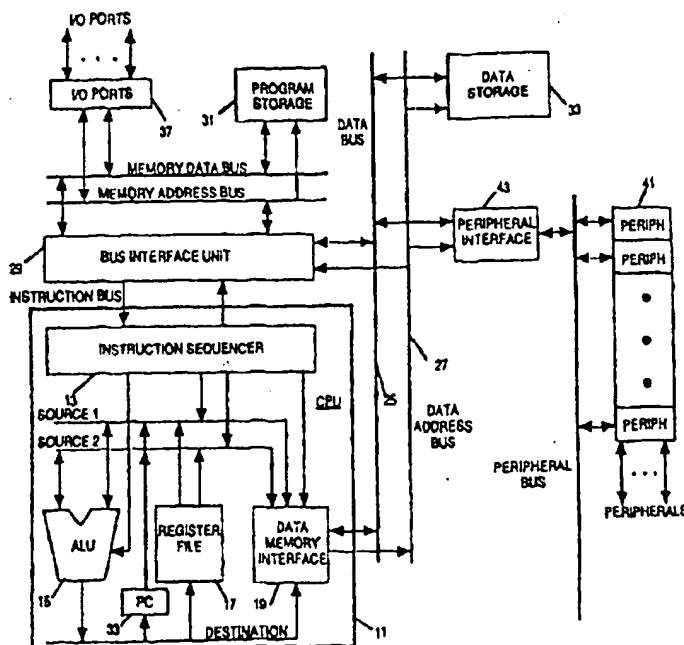 I/O PORTS
I/O PORTS
37
PROGRAM
STORAGE
31
DATA
BUS
DATA
STORAGE
33
MEMORY DATA BUS
MEMORY ADDRESS BUS
BUS INTERFACE UNIT
29
INSTRUCTION BUS
43
PERIPHERAL
INTERFACE
41
PERIPH
PERIPH
PERIPH
PERIPHERALS
INSTRUCTION SEQUENCER
13
CPU
SOURCE 1
SOURCE 2
27
25
DATA
ADDRESS
BUS
PERIPHERAL
BUS
ALU
15
PC
33
REGISTER
FILE
17
DATA
MEMORY
INTERFACE
19
DESTINATION
11